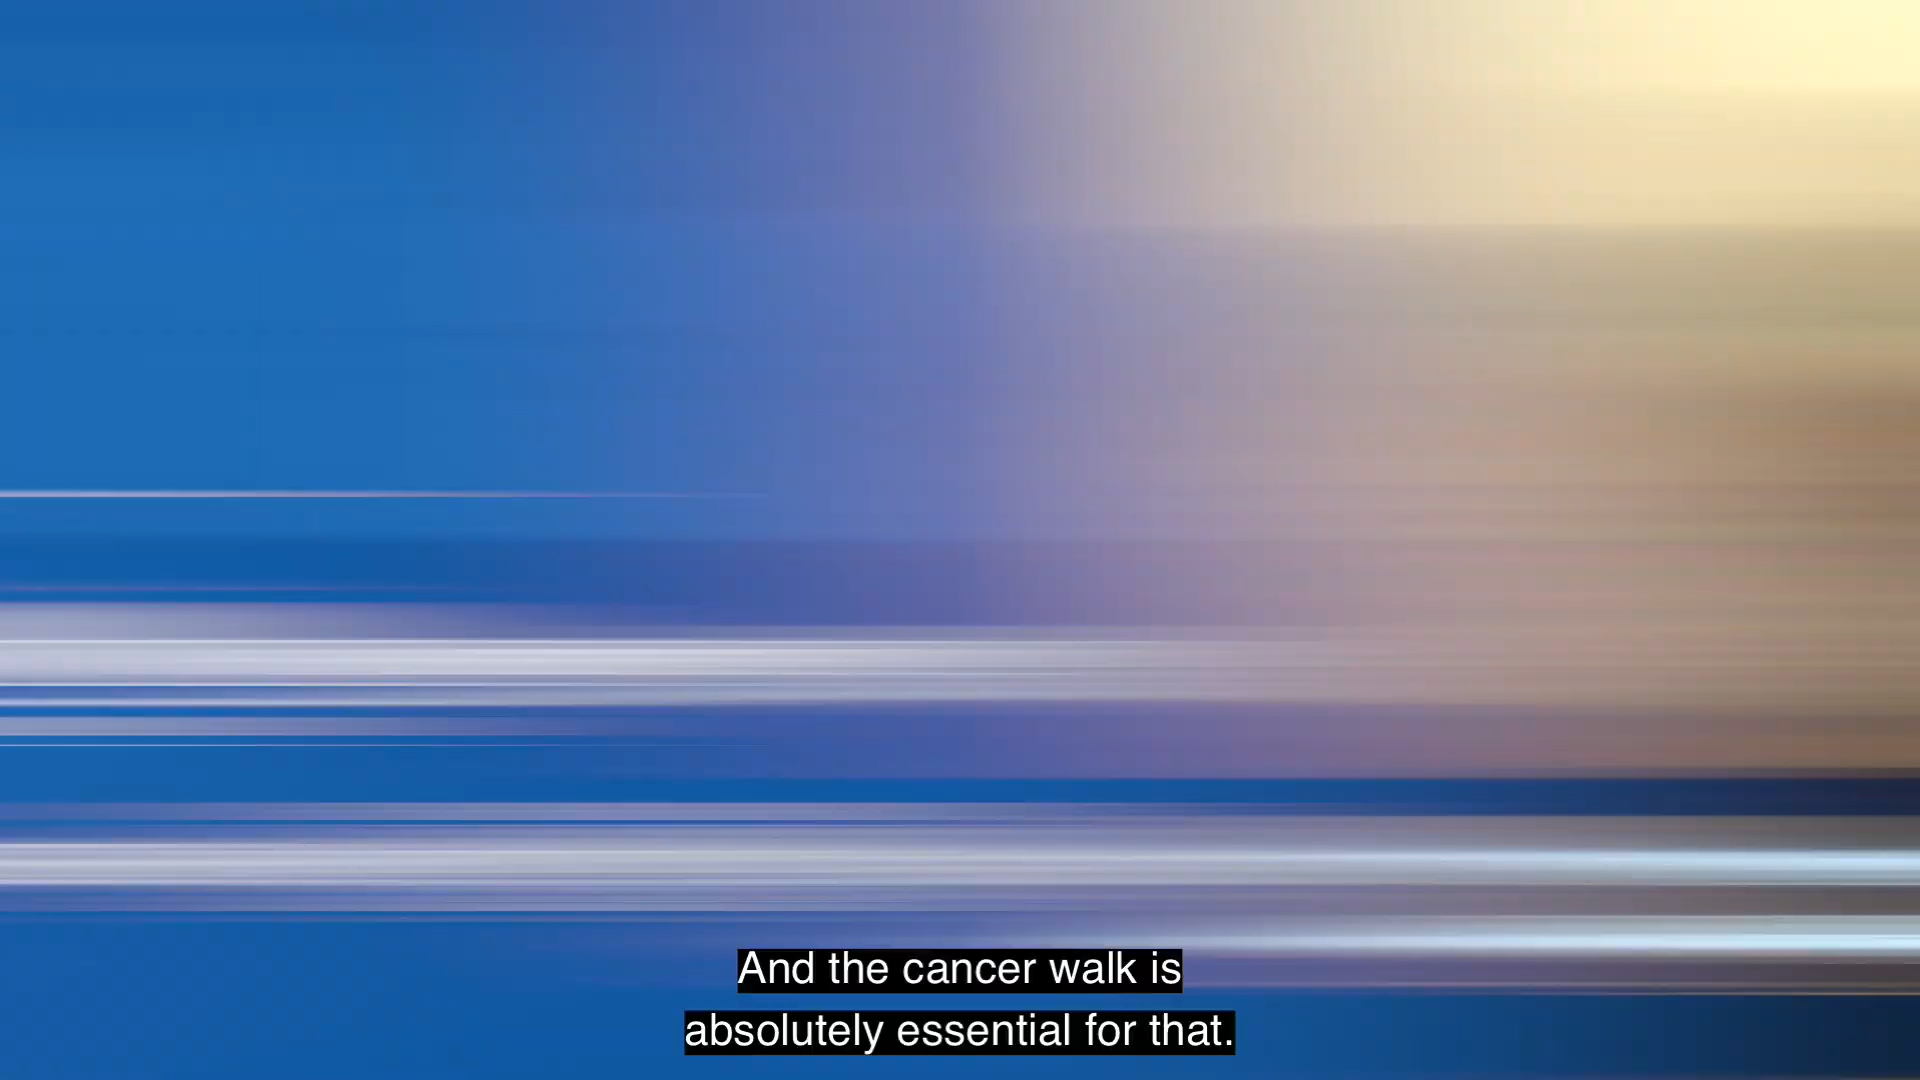 And the cancer walk is
absolutely essential for that.